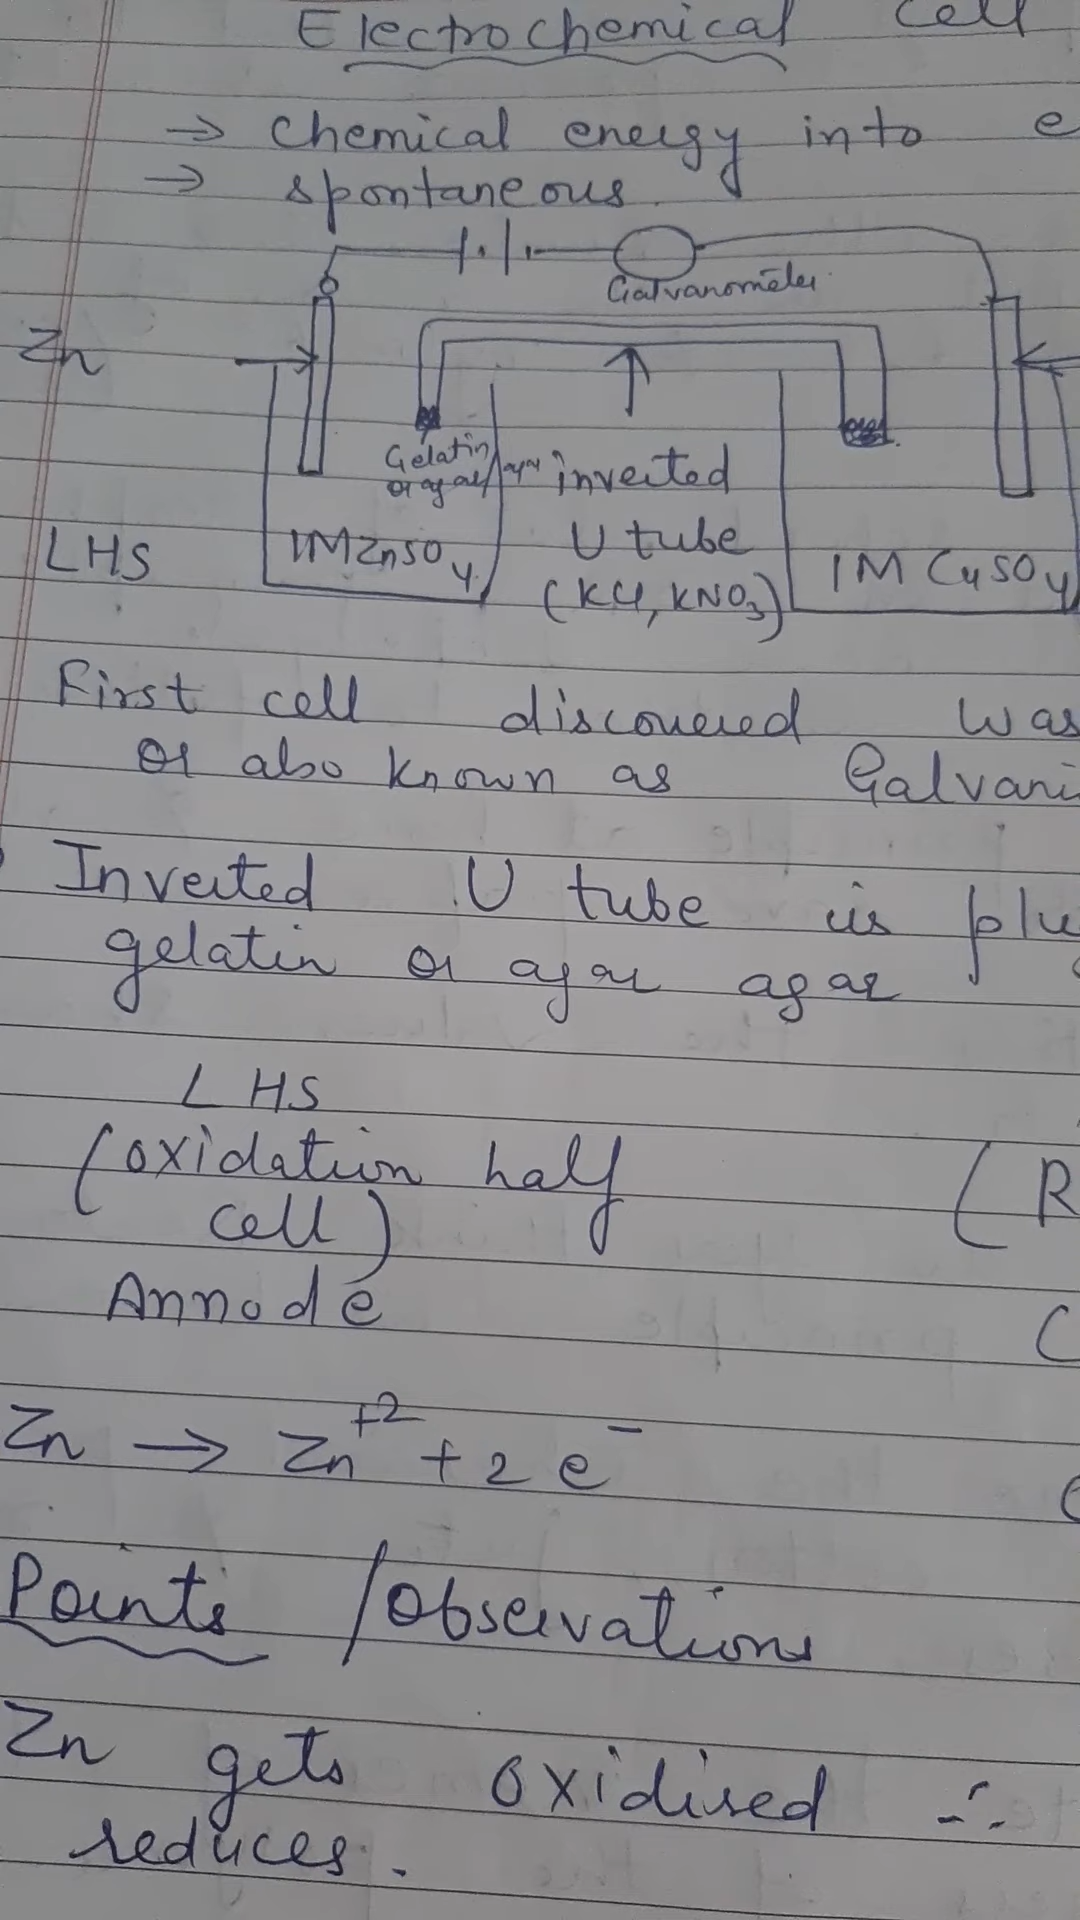 Electrochemical cell
→ chemical energy into e
→ spontaneous.
Galvanometer
Zn
Gelatin
or agar/agar
inverted
U tube
(KCl, KNO3)
LHS
1M ZnSO4
1M CuSO4
First cell discovered was
or also known as Galvani
Inverted U tube is plu
gelatin or agar agar
LHS
(oxidation half
cell)
(R
Annode
C
Zn → Zn+2 + 2e-
Points / Observations
Zn gets oxidised ∴
reduces.